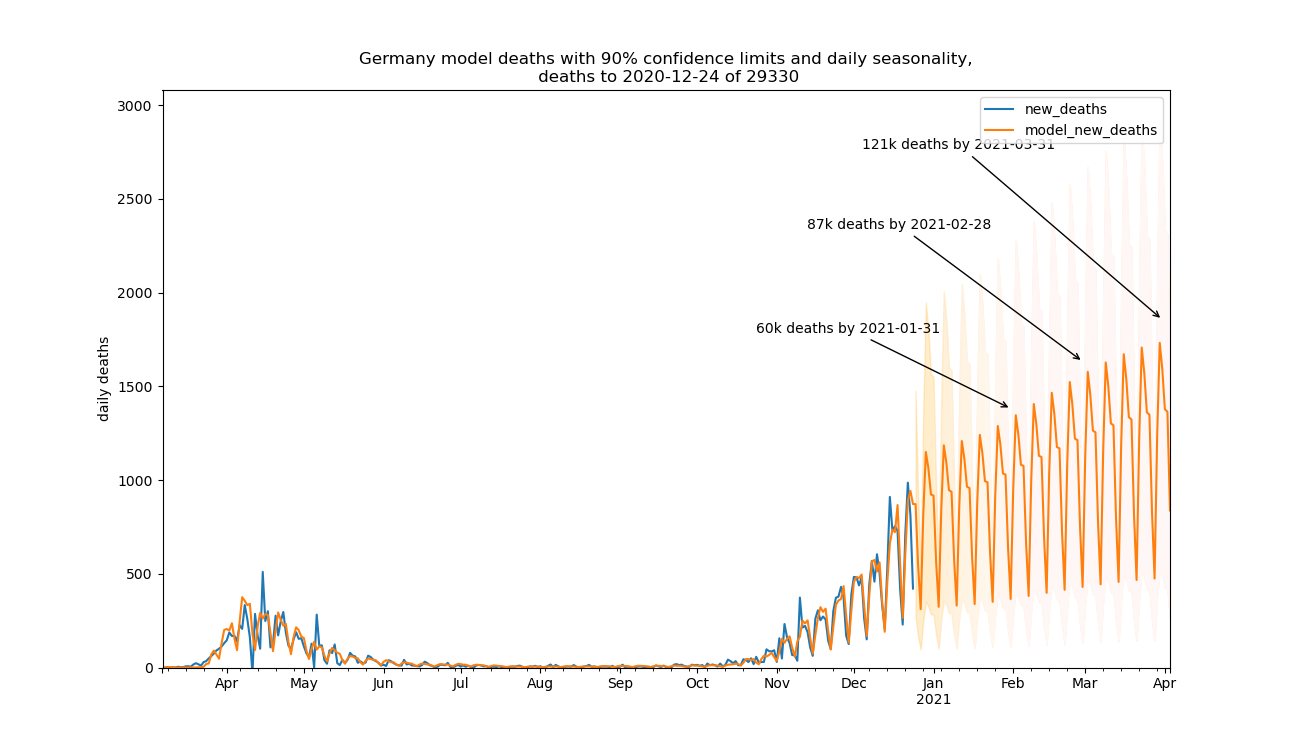 Germany model deaths with 90% confidence limits and daily seasonality,
deaths to 2020-12-24 of 29330
3000
2500
2000
1500
1000
500
0
daily deaths
new_deaths
model_new_deaths
121k deaths by 2021-03-31
87k deaths by 2021-02-28
60k deaths by 2021-01-31
Apr May Jun Jul Aug Sep Oct Nov Dec Jan Feb Mar Apr
2021